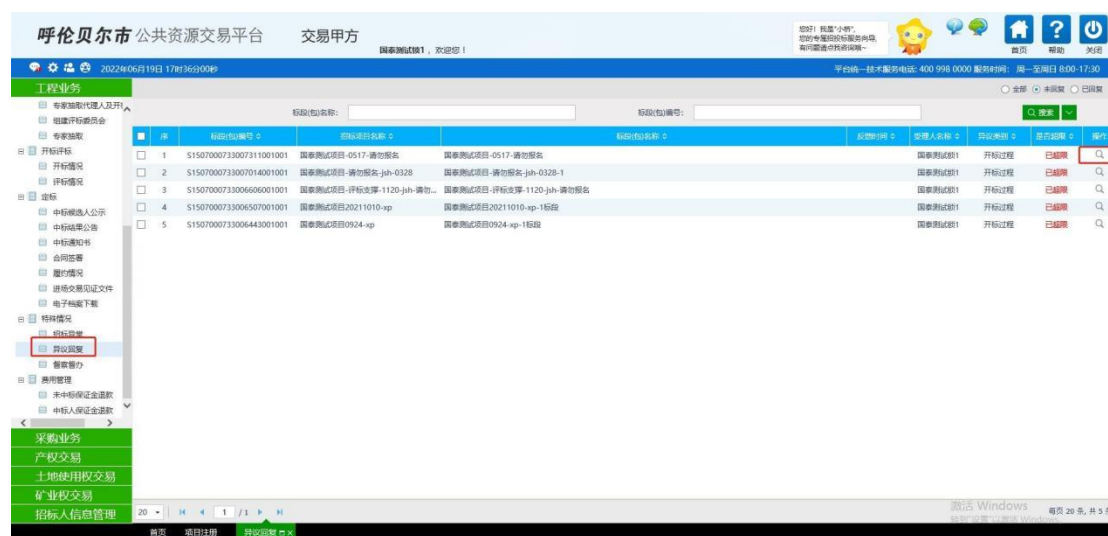 呼伦贝尔市 公共资源交易平台 交易甲方 国泰测试號1，欢迎您！
您好！我是"小桥"，
您的专属招投标服务向导，
有问题请点我咨询哦~
首页 帮助 关闭
2022年06月19日 17时36分00秒 平台统一技术服务电话: 400 998 0000 服务时间: 周一至周日 8:00-17:30
工程业务 全部 未回复 已回复
专家抽取代理人及开标
组建评标委员会
专家抽取
开标评标
开标情况
评标情况
定标
中标候选人公示
中标结果公告
中标通知书
合同签署
履约情况
进场交易见证文件
电子档案下载
特殊情况
招标异常
异议回复
督察督办
费用管理
未中标保证金退款
中标人保证金退款
采购业务
产权交易
土地使用权交易
矿业权交易
招标人信息管理
标段(包)名称: 标段(包)编号: 搜索
序 标段(包)编号 招标项目名称 标段(包)名称 反馈时间 受理人名称 异议类别 是否超限 操作
1 S1507000733007311001001 国泰测试项目-0517-请勿报名 国泰测试项目-0517-请勿报名 国泰测试號1 开标过程 已超限
2 S1507000733007014001001 国泰测试项目-请勿报名-jsh-0328 国泰测试项目-请勿报名-jsh-0328-1 国泰测试號1 开标过程 已超限
3 S1507000733006606001001 国泰测试项目-评标支撑-1120-jsh-请勿... 国泰测试项目-评标支撑-1120-jsh-请勿报名 国泰测试號1 开标过程 已超限
4 S1507000733006507001001 国泰测试项目20211010-xp 国泰测试项目20211010-xp-1标段 国泰测试號1 开标过程 已超限
5 S1507000733006443001001 国泰测试项目0924-xp 国泰测试项目0924-xp-1标段 国泰测试號1 开标过程 已超限
20 1 /1 每页 20 条, 共 5 条
激活 Windows
转到"设置"以激活 Windows。
首页 项目注册 异议回复